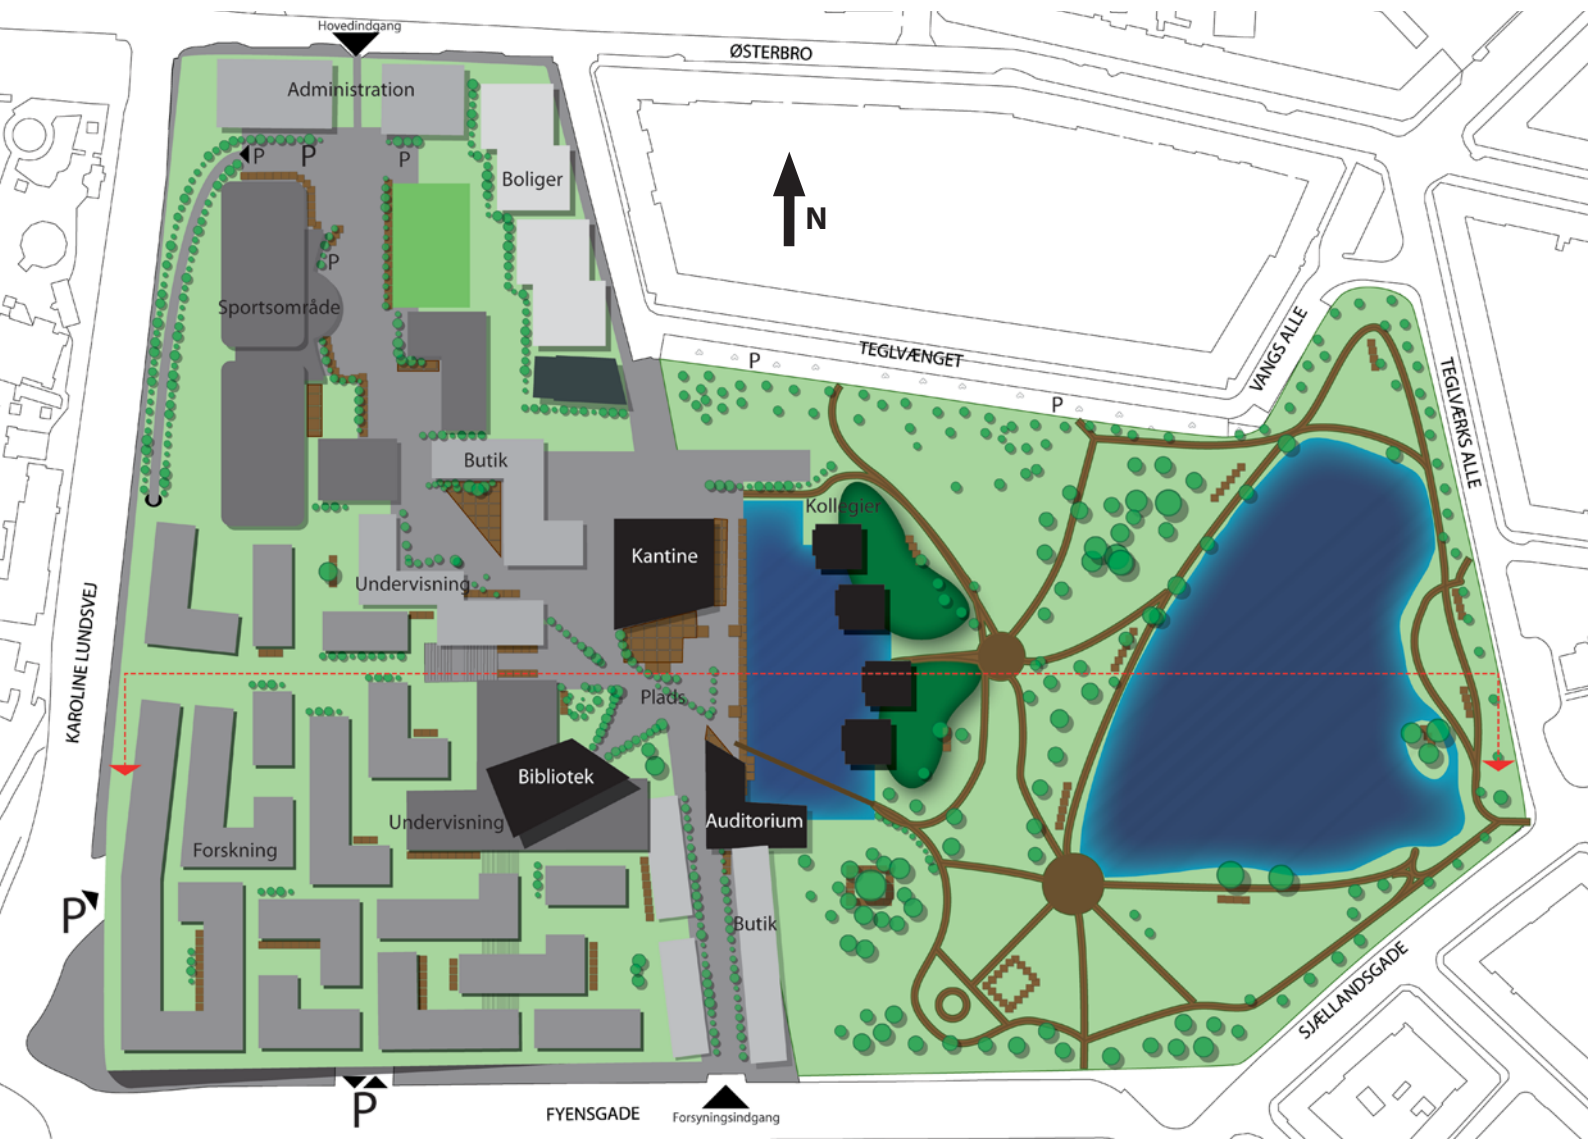 Hovedindgang
ØSTERBRO
Administration
P
P
P
Boliger
N
P
Sportsområde
TEGLVÆNGET
P
P
VANGS ALLE
TEGLVÆRKS ALLE
Butik
Kollegier
Kantine
Undervisning
KAROLINE LUNDSVEJ
Plads
Bibliotek
Undervisning
Auditorium
Forskning
P
Butik
SJÆLLANDSGADE
P
FYENSGADE
Forsyningsindgang